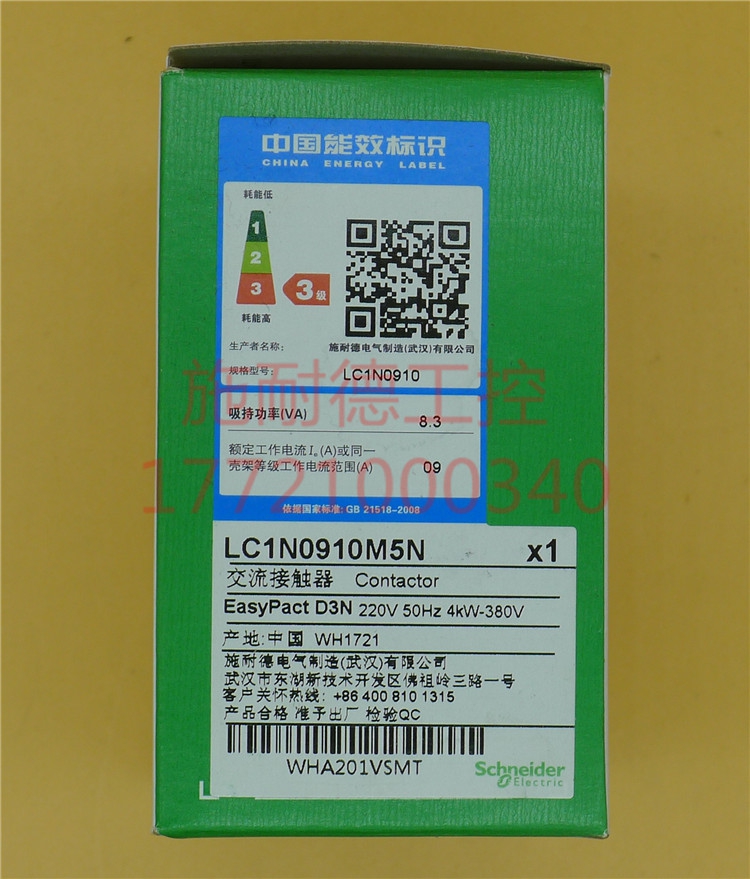 中国能效标识
CHINA ENERGY LABEL
耗能低
1
2
3
3级
耗能高
生产者名称:
施耐德电气制造(武汉)有限公司
规格型号:
LC1N0910
施耐德工控
吸持功率(VA)
8.3
额定工作电流Ie(A)或同一
壳架等级工作电流范围(A)
09
17721000340
依据国家标准: GB 21518-2008
LC1N0910M5N x1
交流接触器 Contactor
EasyPact D3N 220V 50Hz 4kW-380V
产地:中国 WH1721
施耐德电气制造(武汉)有限公司
武汉市东湖新技术开发区佛祖岭三路一号
客户关怀热线: +86 400 810 1315
产品合格 准予出厂 检验QC
WHA201VSMT
Schneider
Electric